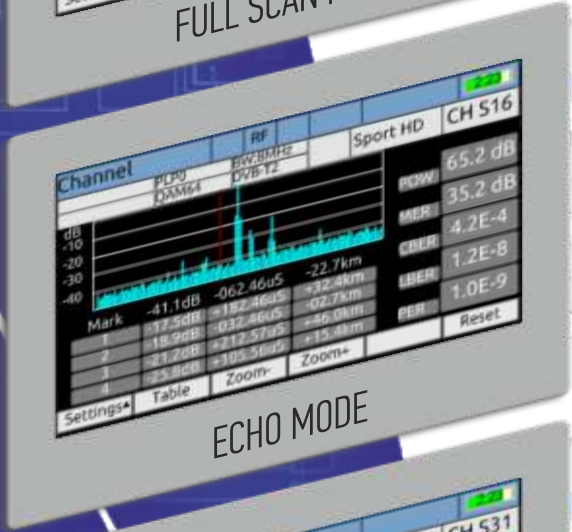 FULL SCAN
2:23
Channel RF
PLP0 BW:8MHz Sport HD CH S16
QAM64 DVB-T2
dB
-10
-20
-30
-40
POW 65.2 dB
MER 35.2 dB
CBER 4.2E-4
LBER 1.2E-8
PER 1.0E-9
Mark -41.1dB -062.46uS -22.7km
1 -17.5dB +182.46uS +32.4km
2 -18.9dB -032.46uS -02.7km
3 -21.2dB +212.57uS +46.0km
4 -25.8dB +105.56uS +15.4km
Settings Table Zoom- Zoom+ Reset
ECHO MODE
2:23
CH S31